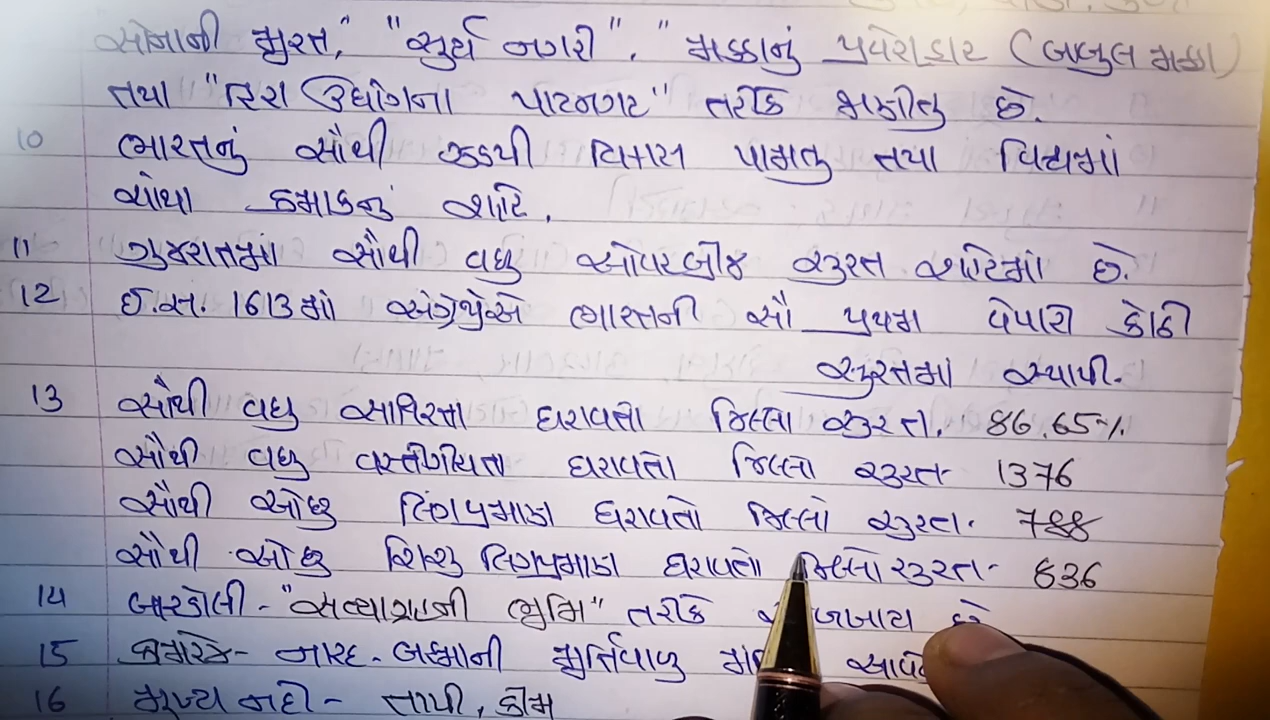 સોનાની મુરત," "સુર્ય નગરી", "મક્કાનું પ્રવેશદ્વાર (બાબુલ મક્કા)
તથા "હિરા ઉધોગના પાટનગર" તરીકે જાણીતુ છે.
10 ભારતનું સૌથી ઝડપી વિકાસ પામતુ તથા વિશ્વમાં
ચોથા ક્રમાકનું શહેર.
11 ગુજરાતમાં સૌથી વધુ ઓવરબ્રીજ સુરત શહેરમાં છે.
12 ઈ.સ. 1613માં અંગ્રેજોએ ભારતની સૌ પ્રથમ વેપારી કોઠી
સુરતમાં સ્થાપી.
13 સૌથી વધુ સાક્ષરતા ધરાવતો જિલ્લો સુરત. 86.65%
સૌથી વધુ વસ્તીગીચતા ધરાવતો જિલ્લો સુરત 1376
સૌથી ઓછુ લિંગપ્રમાણ ધરાવતો જિલ્લો સુરત. 788
સૌથી ઓછુ શિશુ લિંગપ્રમાણ ધરાવતો જિલ્લો સુરત. 836
14 બારડોલી - "સત્યાગ્રહની ભુમિ" તરીકે છે
15 કામરેજ - નારદ - બ્રહ્માની મુર્તિવાળુ
16 મુખ્ય નદી - તાપી, કીમ